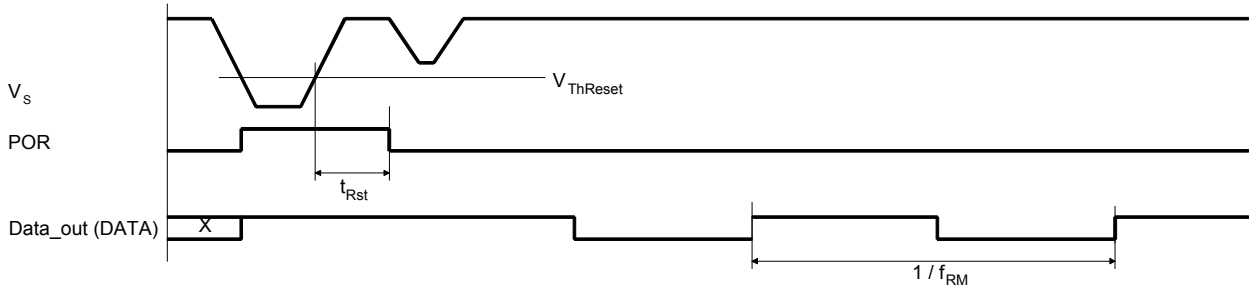 V_S
V_ThReset
POR
t_Rst
Data_out (DATA)
X
1 / f_RM